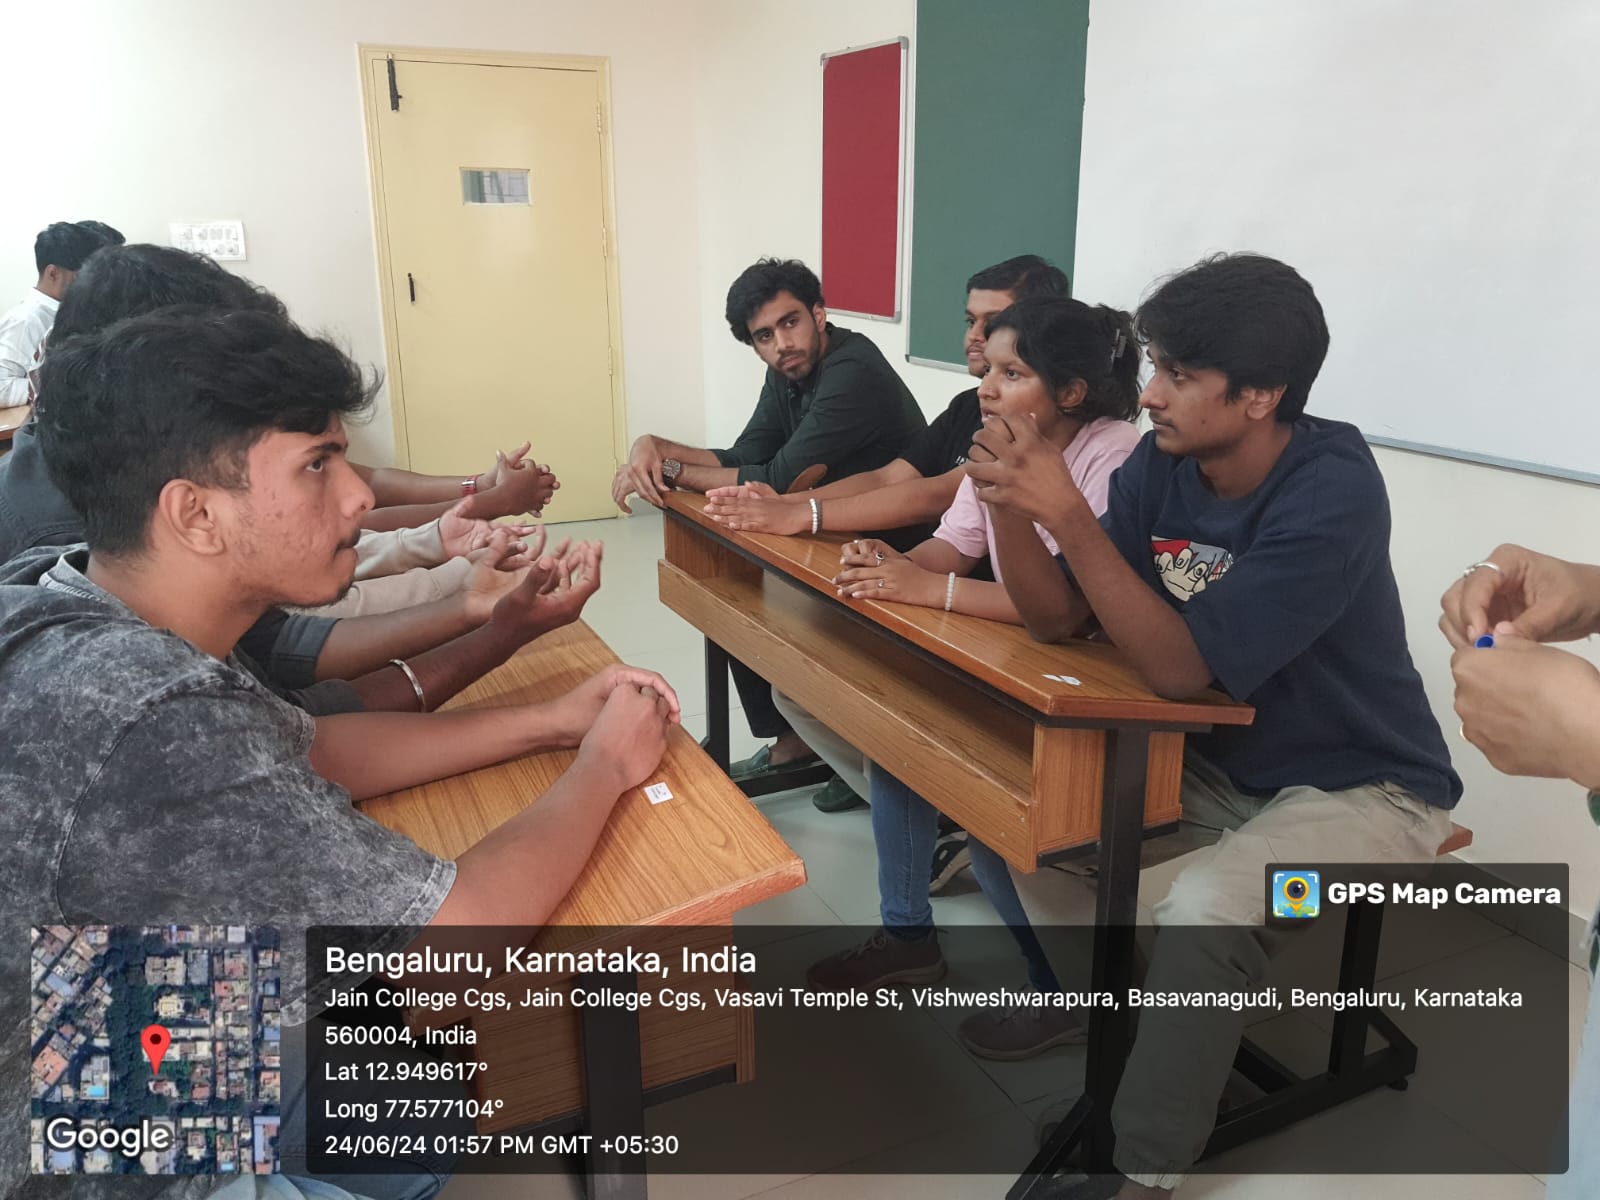 GPS Map Camera
Bengaluru, Karnataka, India
Jain College Cgs, Jain College Cgs, Vasavi Temple St, Vishweshwarapura, Basavanagudi, Bengaluru, Karnataka
560004, India
Lat 12.949617°
Long 77.577104°
24/06/24 01:57 PM GMT +05:30
Google